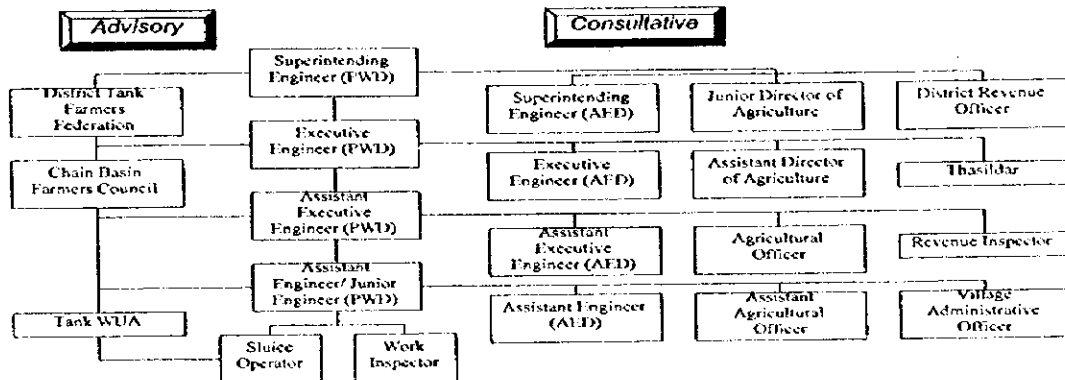 Advisory
Consultative
Superintending
Engineer (PWD)
District Tank
Farmers
Federation
Superintending
Engineer (AED)
Junior Director of
Agriculture
District Revenue
Officer
Executive
Engineer (PWD)
Chain Basin
Farmers Council
Executive
Engineer (AED)
Assistant Director
of Agriculture
Thasildar
Assistant
Executive
Engineer (PWD)
Assistant
Executive
Engineer (AED)
Agricultural
Officer
Revenue Inspector
Assistant
Engineer/ Junior
Engineer (PWD)
Tank WUA
Assistant Engineer
(AED)
Assistant
Agricultural
Officer
Village
Administrative
Officer
Sluice
Operator
Work
Inspector